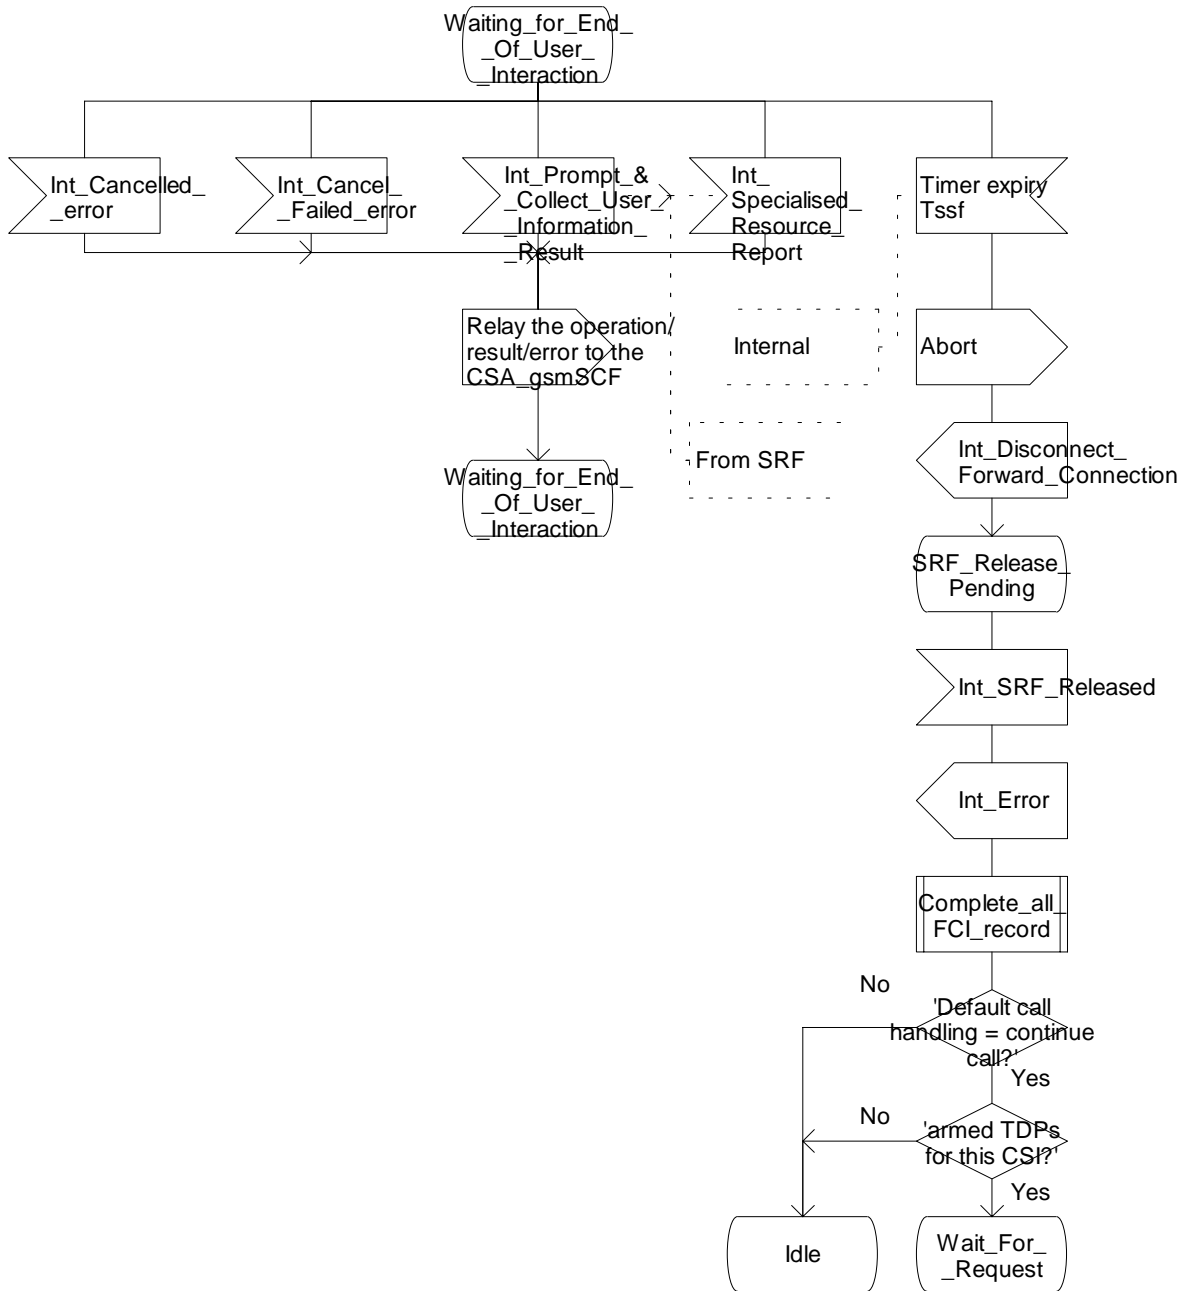 Waiting_for_End_
_Of_User_
_Interaction
Int_Cancelled_
_error
Int_Cancel_
_Failed_error
Int_Prompt_&
_Collect_User_
_Information_
_Result
Int_
Specialised_
Resource_
Report
Timer expiry
Tssf
Relay the operation/
result/error to the
CSA_gsmSCF
Internal
Abort
Waiting_for_End_
_Of_User_
_Interaction
From SRF
Int_Disconnect_
Forward_Connection
SRF_Release_
Pending
Int_SRF_Released
Int_Error
Complete_all_
FCI_record
No
'Default call
handling = continue
call?'
Yes
No
'armed TDPs
for this CSI?'
Yes
Idle
Wait_For_
_Request